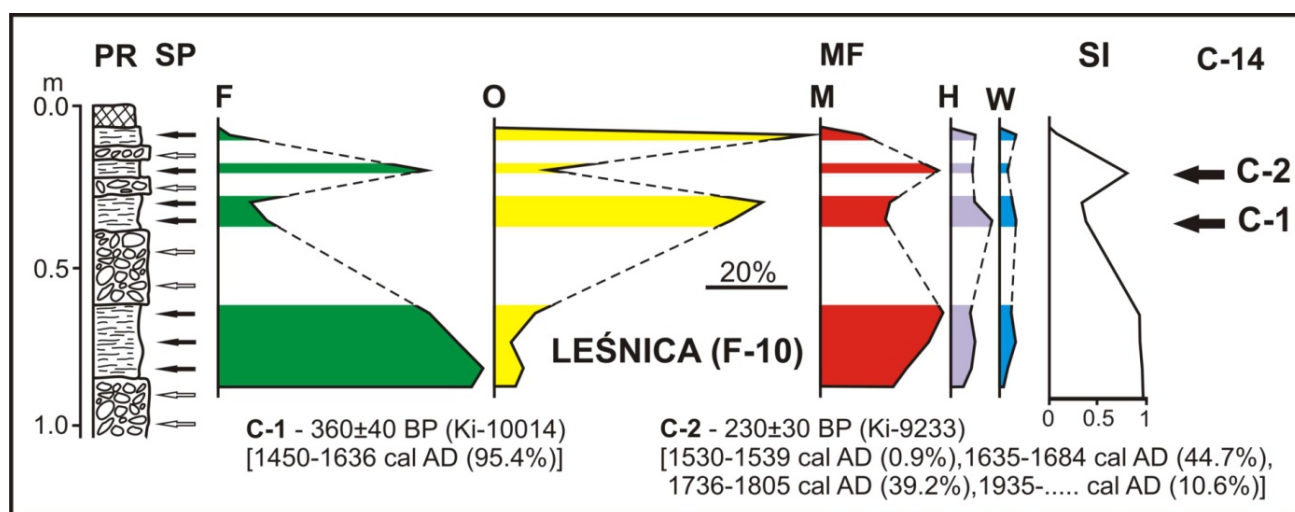 PR SP MF SI C-14
m F O M H W
0.0
C-2
C-1
0.5
20%
LEŚNICA (F-10)
0 0.5 1
1.0
C-1 - 360±40 BP (Ki-10014)
[1450-1636 cal AD (95.4%)]
C-2 - 230±30 BP (Ki-9233)
[1530-1539 cal AD (0.9%),1635-1684 cal AD (44.7%),
1736-1805 cal AD (39.2%),1935-..... cal AD (10.6%)]